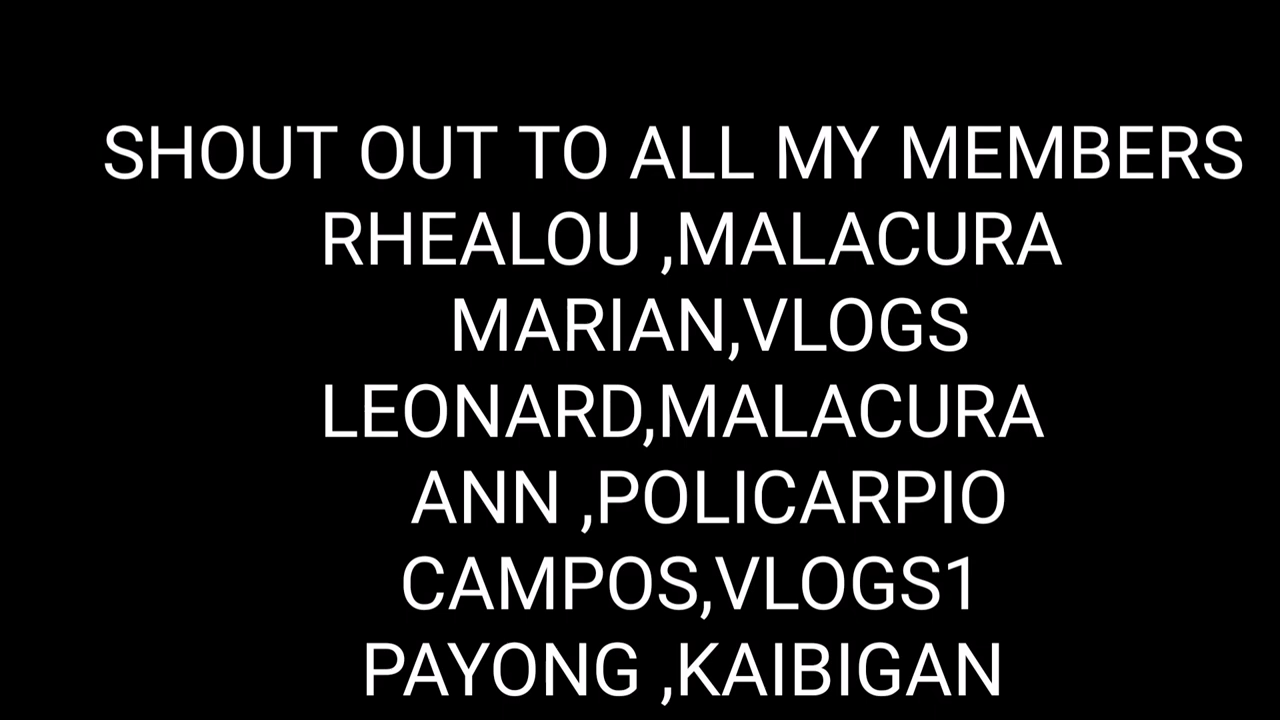 SHOUT OUT TO ALL MY MEMBERS
RHEALOU ,MALACURA
MARIAN,VLOGS
LEONARD,MALACURA
ANN ,POLICARPIO
CAMPOS,VLOGS1
PAYONG ,KAIBIGAN